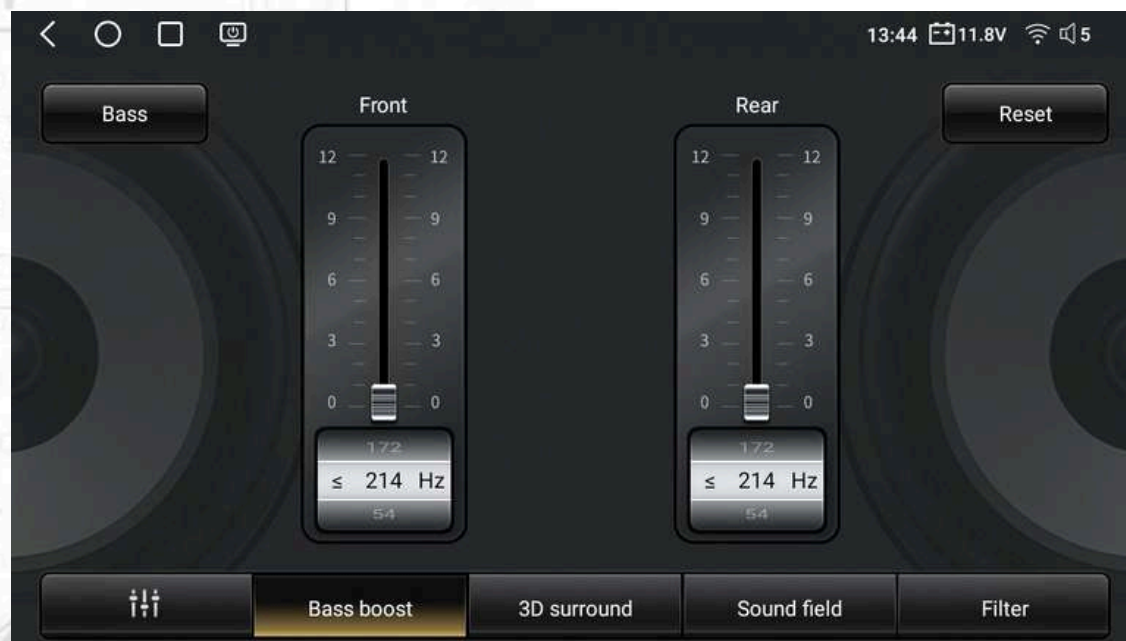 13:44 11.8V 5
Bass
Front
Rear
Reset
12 12
9 9
6 6
3 3
0 0
172
≤ 214 Hz
54
12 12
9 9
6 6
3 3
0 0
172
≤ 214 Hz
54
Bass boost
3D surround
Sound field
Filter